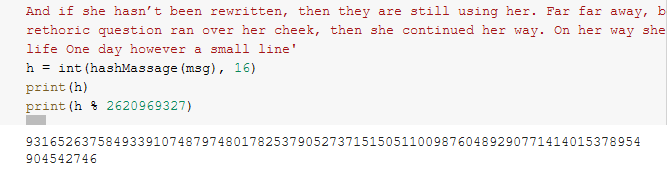 And if she hasn’t been rewritten, then they are still using her. Far far away, b
rethoric question ran over her cheek, then she continued her way. On her way she
life One day however a small line'
h = int(hashMassage(msg), 16)
print(h)
print(h % 2620969327)
93165263758493391074879748017825379052737151505110098760489290771414015378954
904542746